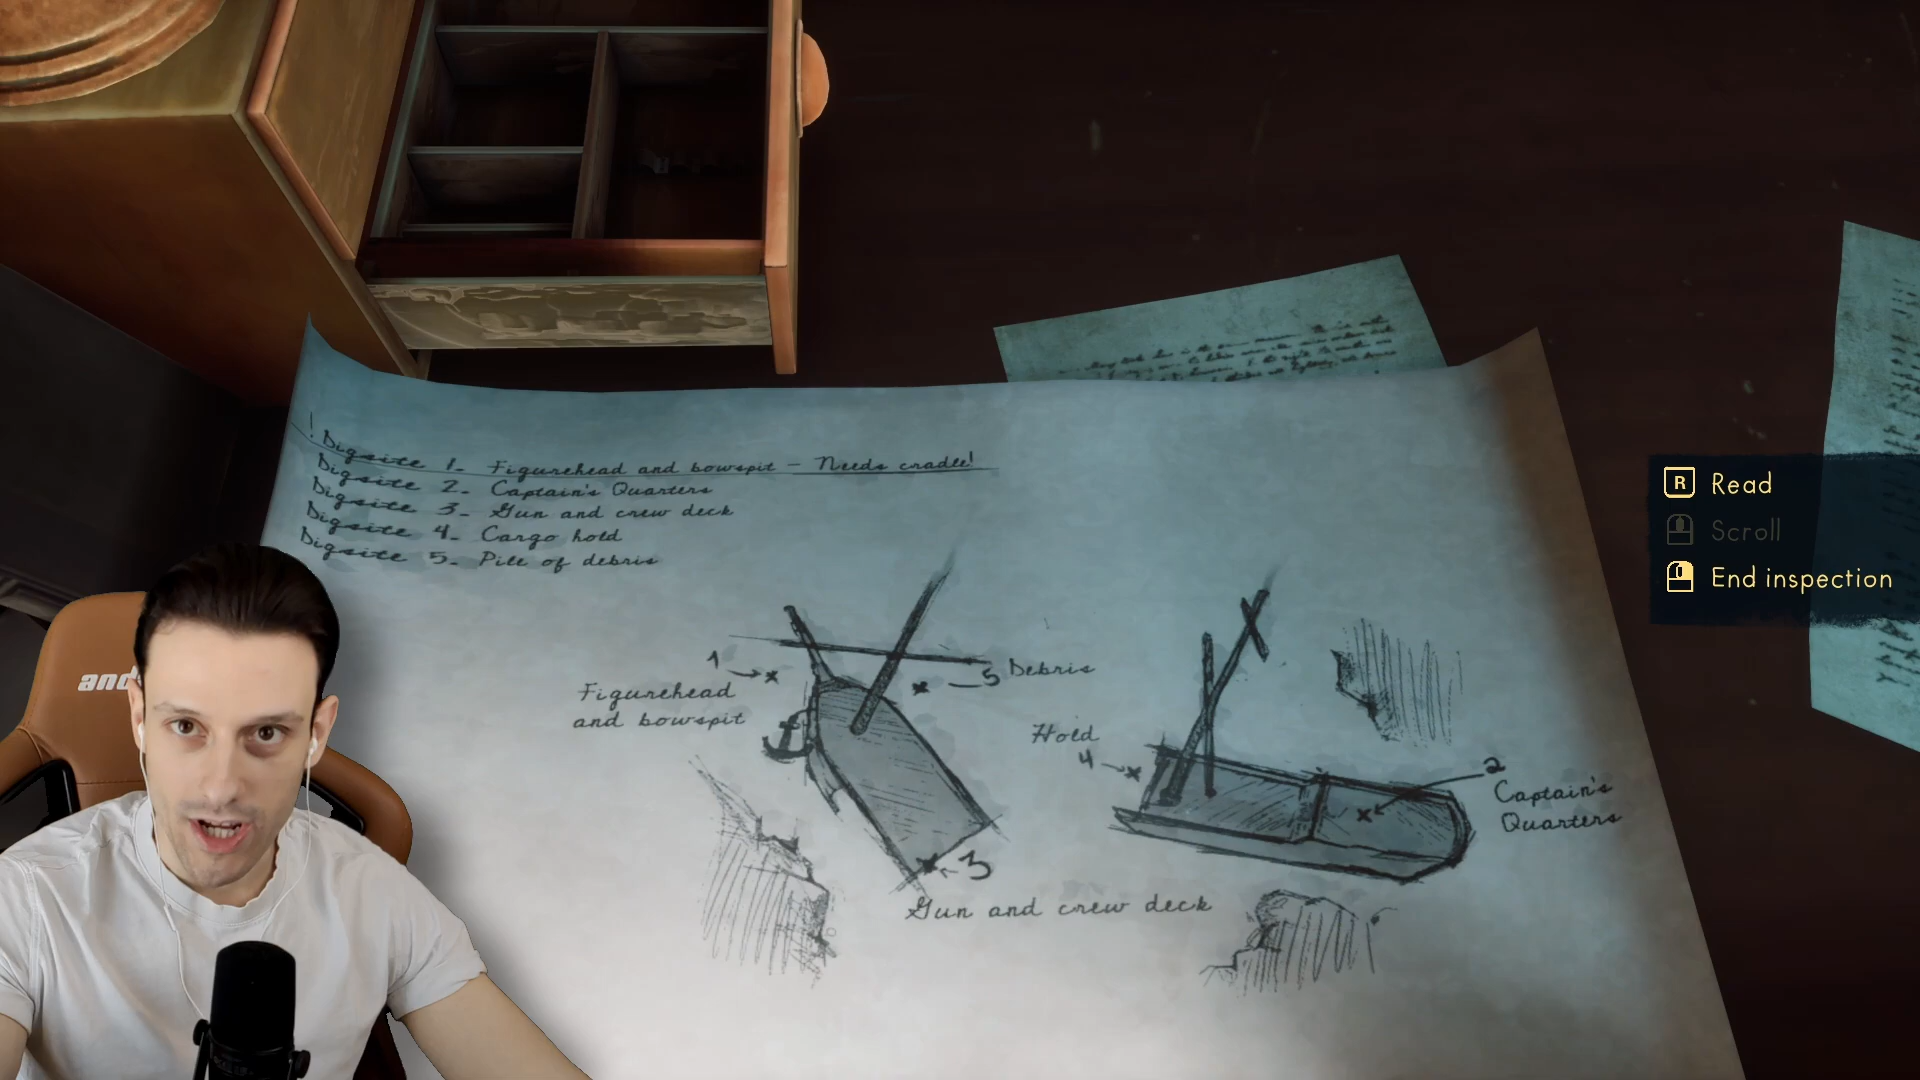 ! Digsite 1- Figurehead and bowspit - Needs cradle!
Digsite 2- Captain's Quarters
Digsite 3- Gun and crew deck
Digsite 4- Cargo hold
Digsite 5- Pile of debris
1
Figurehead
and bowspit
5 Debris
Hold
4
2
Captain's
Quarters
3
Gun and crew deck
R Read
Scroll
End inspection
and